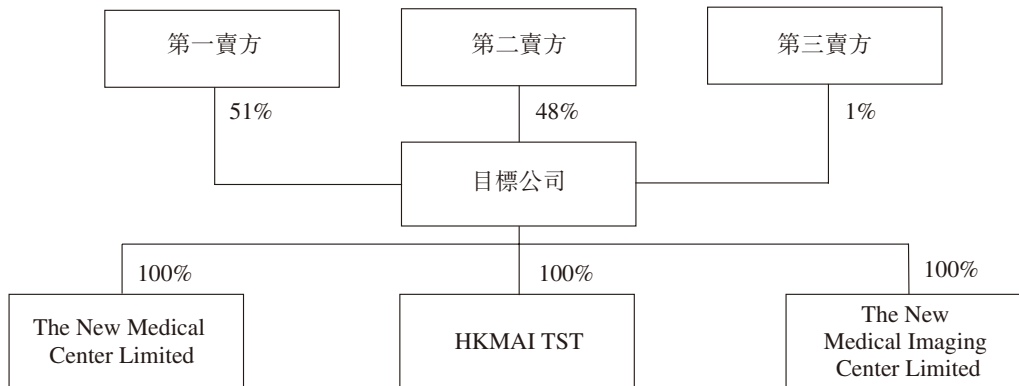 第一賣方
第二賣方
第三賣方
51%
48%
1%
目標公司
100%
100%
100%
The New Medical
Center Limited
HKMAI TST
The New
Medical Imaging
Center Limited